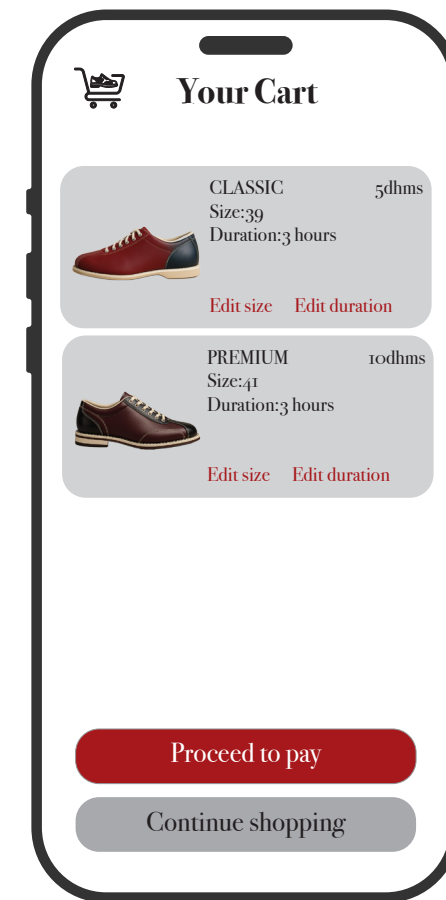 Your Cart
CLASSIC 5dhms
Size:39
Duration:3 hours
Edit size Edit duration
PREMIUM 10dhms
Size:41
Duration:3 hours
Edit size Edit duration
Proceed to pay
Continue shopping